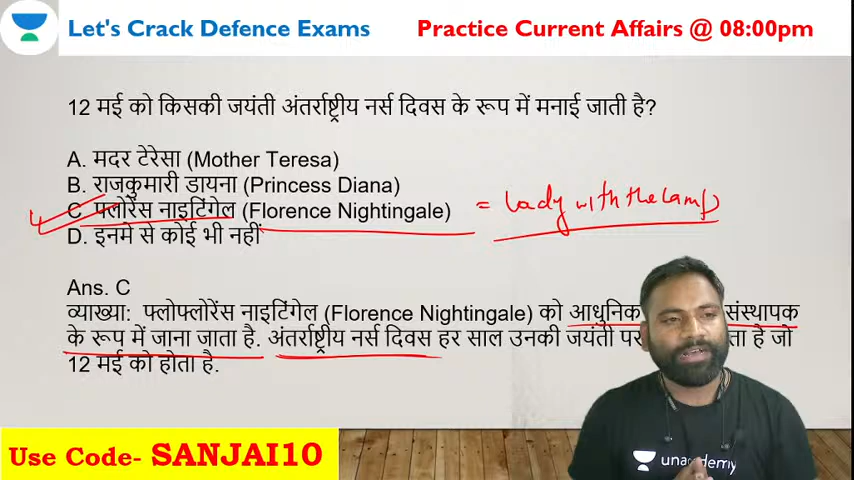 Let's Crack Defence Exams Practice Current Affairs @ 08:00pm
12 मई को किसकी जयंती अंतर्राष्ट्रीय नर्स दिवस के रूप में मनाई जाती है?
A. मदर टेरेसा (Mother Teresa)
B. राजकुमारी डायना (Princess Diana)
C फ्लोरेंस नाइटिंगेल (Florence Nightingale) = Lady with the lamp
D. इनमे से कोई भी नहीं
Ans. C
व्याख्या: फ्लोफ्लोरेंस नाइटिंगेल (Florence Nightingale) को आधुनिक संस्थापक
के रूप में जाना जाता है. अंतर्राष्ट्रीय नर्स दिवस हर साल उनकी जयंती पर ता है जो
12 मई को होता है.
unacademy
Use Code- SANJAI10